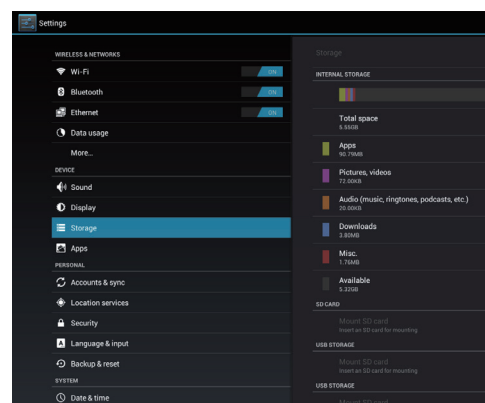 Settings
WIRELESS & NETWORKS
Wi-Fi ON
Bluetooth ON
Ethernet ON
Data usage
More...
DEVICE
Sound
Display
Storage
Apps
PERSONAL
Accounts & sync
Location services
Security
A Language & input
Backup & reset
SYSTEM
Date & time
Storage
INTERNAL STORAGE
Total space
5.55GB
Apps
90.79MB
Pictures, videos
72.00KB
Audio (music, ringtones, podcasts, etc.)
20.00KB
Downloads
3.80MB
Misc.
1.76MB
Available
5.32GB
SD CARD
Mount SD card
Insert an SD card for mounting
USB STORAGE
Mount SD card
Insert an SD card for mounting
USB STORAGE
Mount SD card